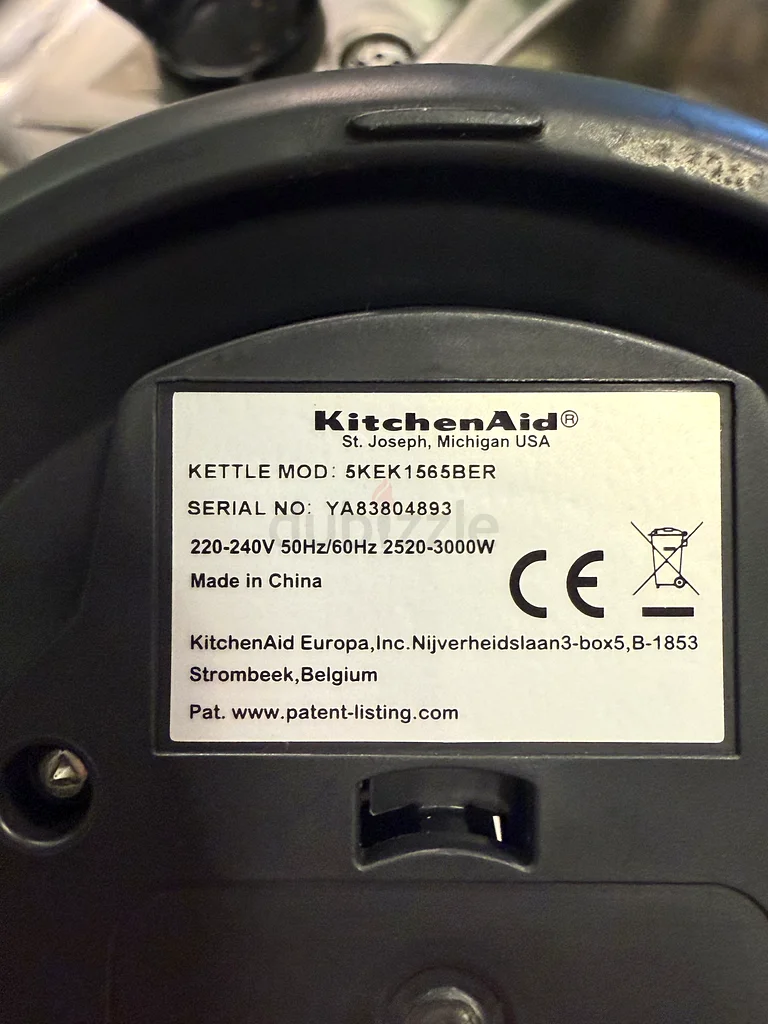 KitchenAid®
St. Joseph, Michigan USA
KETTLE MOD: 5KEK1565BER
SERIAL NO: YA83804893
dubizzle
220-240V 50Hz/60Hz 2520-3000W
Made in China
CE
KitchenAid Europa,Inc.Nijverheidslaan3-box5,B-1853
Strombeek,Belgium
Pat. www.patent-listing.com